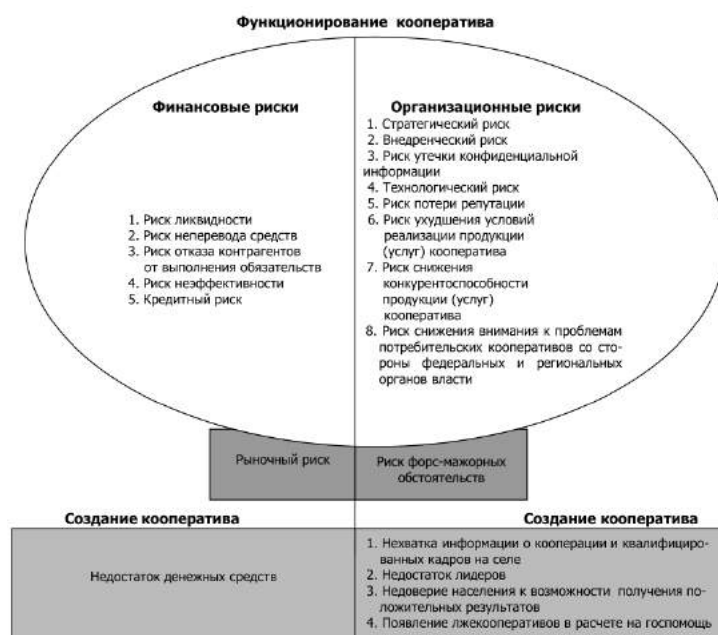 Функционирование кооператива
Финансовые риски
1. Риск ликвидности
2. Риск неперевода средств
3. Риск отказа контрагентов
от выполнения обязательств
4. Риск неэффективности
5. Кредитный риск
Организационные риски
1. Стратегический риск
2. Внедренческий риск
3. Риск утечки конфиденциальной
информации
4. Технологический риск
5. Риск потери репутации
6. Риск ухудшения условий
реализации продукции
(услуг) кооператива
7. Риск снижения
конкурентоспособности
продукции (услуг)
кооператива
8. Риск снижения внимания к проблемам
потребительских кооперативов со сто-
роны федеральных и региональных
органов власти
Рыночный риск
Риск форс-мажорных
обстоятельств
Создание кооператива
Недостаток денежных средств
Создание кооператива
1. Нехватка информации о кооперации и квалифициро-
ванных кадров на селе
2. Недостаток лидеров
3. Недоверие населения к возможности получения по-
ложительных результатов
4. Появление лжекооперативов в расчете на госпомощь